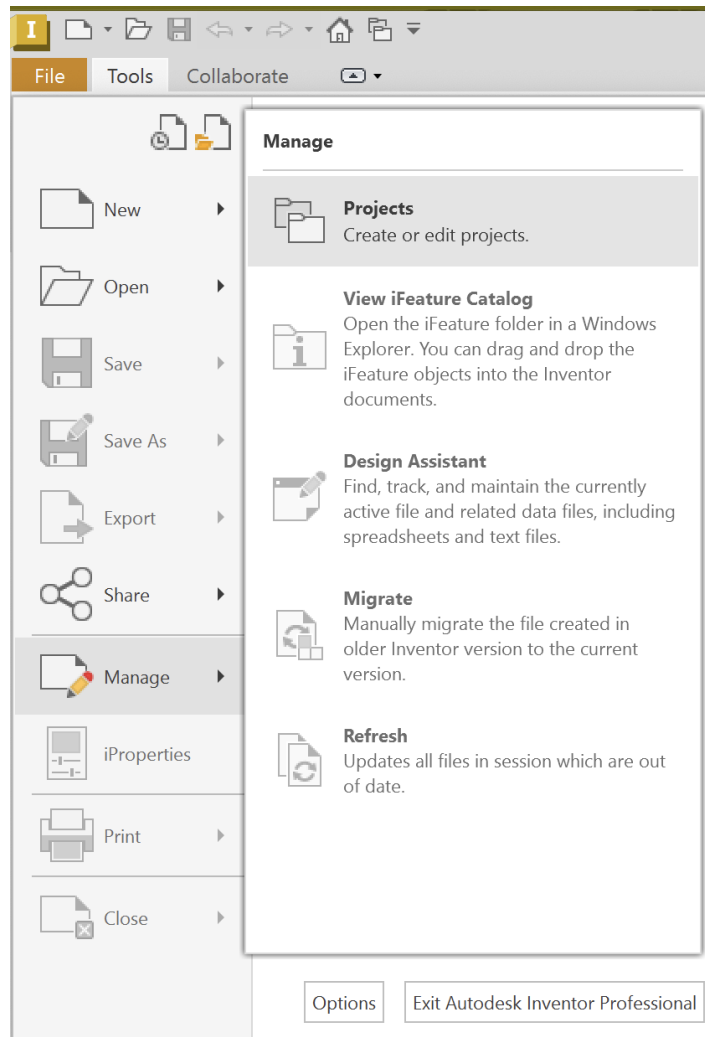 I
File Tools Collaborate
Manage
New
Open
Save
Save As
Export
Share
Manage
iProperties
Print
Close
Projects
Create or edit projects.
View iFeature Catalog
Open the iFeature folder in a Windows
Explorer. You can drag and drop the
iFeature objects into the Inventor
documents.
Design Assistant
Find, track, and maintain the currently
active file and related data files, including
spreadsheets and text files.
Migrate
Manually migrate the file created in
older Inventor version to the current
version.
Refresh
Updates all files in session which are out
of date.
Options Exit Autodesk Inventor Professional